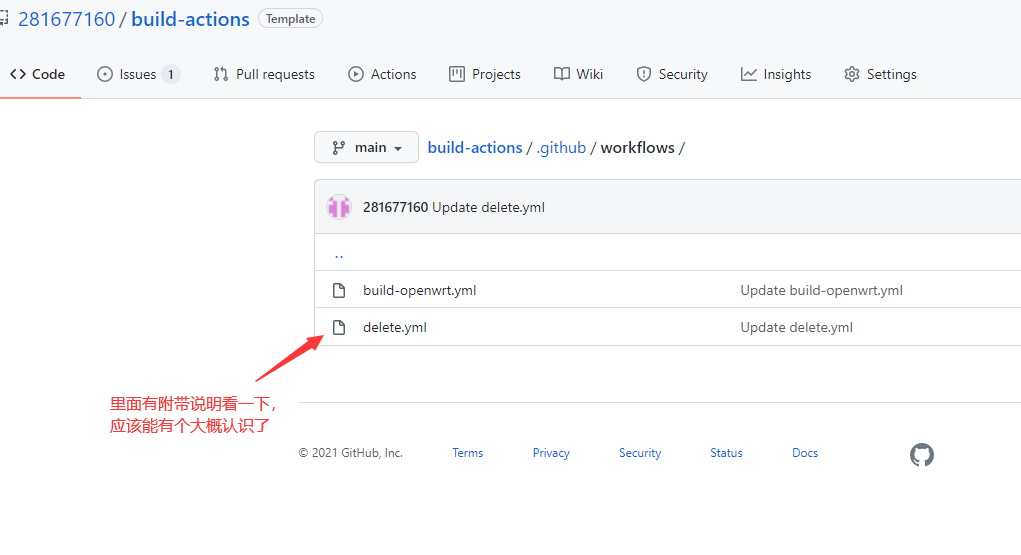 281677160 / build-actions Template
Code Issues 1 Pull requests Actions Projects Wiki Security Insights Settings
main build-actions / .github / workflows /
281677160 Update delete.yml
..
build-openwrt.yml Update build-openwrt.yml
delete.yml Update delete.yml
里面有附带说明看一下，
应该能有个大概认识了
© 2021 GitHub, Inc. Terms Privacy Security Status Docs